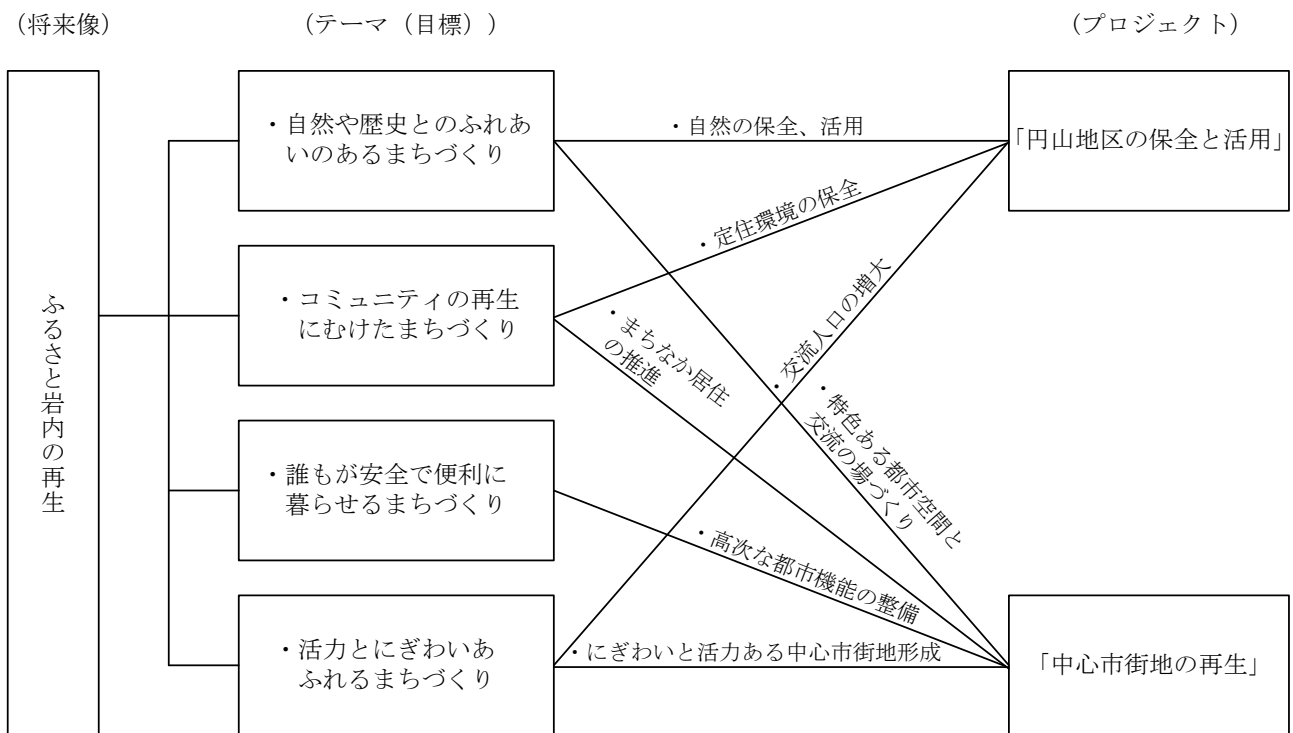 (将来像)
(テーマ(目標))
(プロジェクト)
ふるさと岩内の再生
・自然や歴史とのふれあ
いのあるまちづくり
・コミュニティの再生
にむけたまちづくり
・誰もが安全で便利に
暮らせるまちづくり
・活力とにぎわいあ
ふれるまちづくり
・自然の保全、活用
・定住環境の保全
・交流人口の増大
・まちなか居住
の推進
・特色ある都市空間と
交流の場づくり
・高次な都市機能の整備
・にぎわいと活力ある中心市街地形成
「円山地区の保全と活用」
「中心市街地の再生」